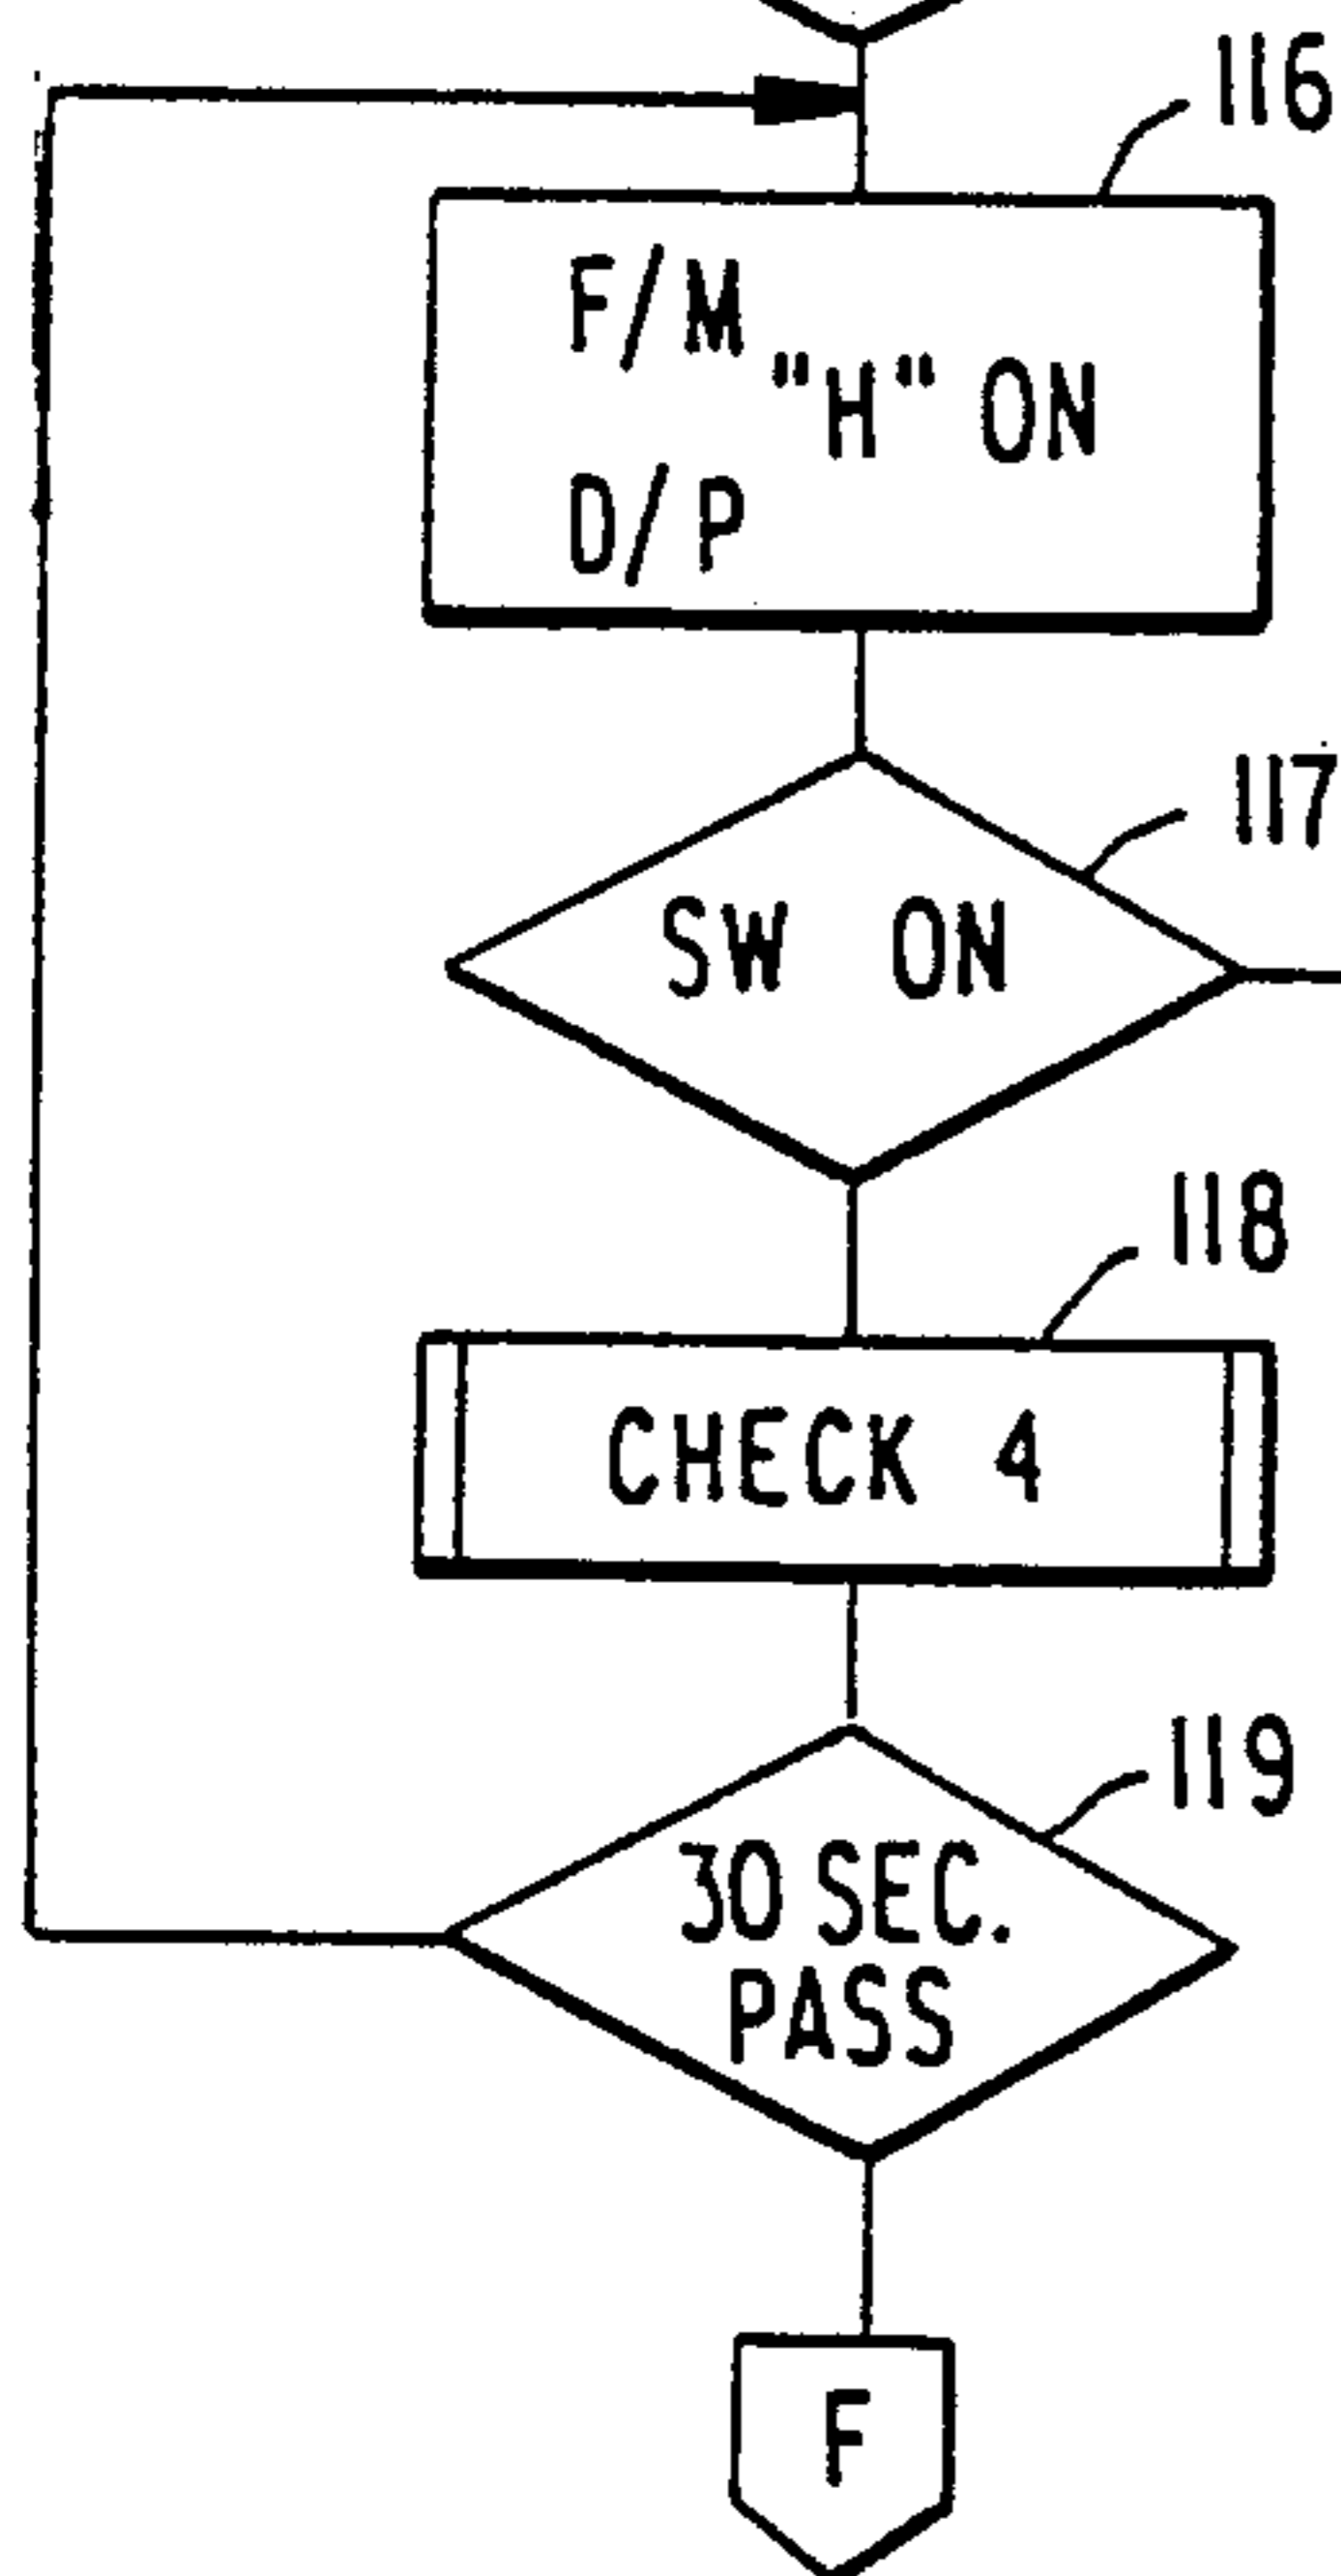 116
F/M
"H" ON
D/P
117
SW ON
118
CHECK 4
119
30 SEC.
PASS
F